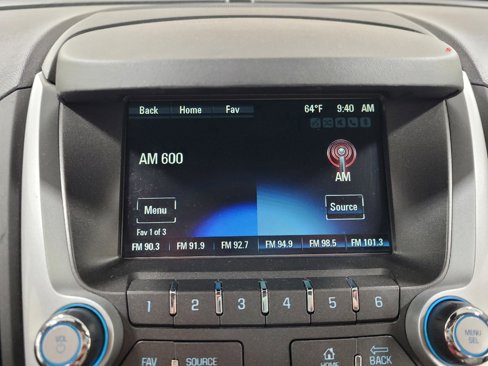 Back Home Fav 64°F 9:40 AM
AM 600
AM
Menu Source
Fav 1 of 3
FM 90.3 FM 91.9 FM 92.7 FM 94.9 FM 98.5 FM 101.3
1 2 3 4 5 6
VOL
MENU
SEL
FAV SOURCE HOME BACK